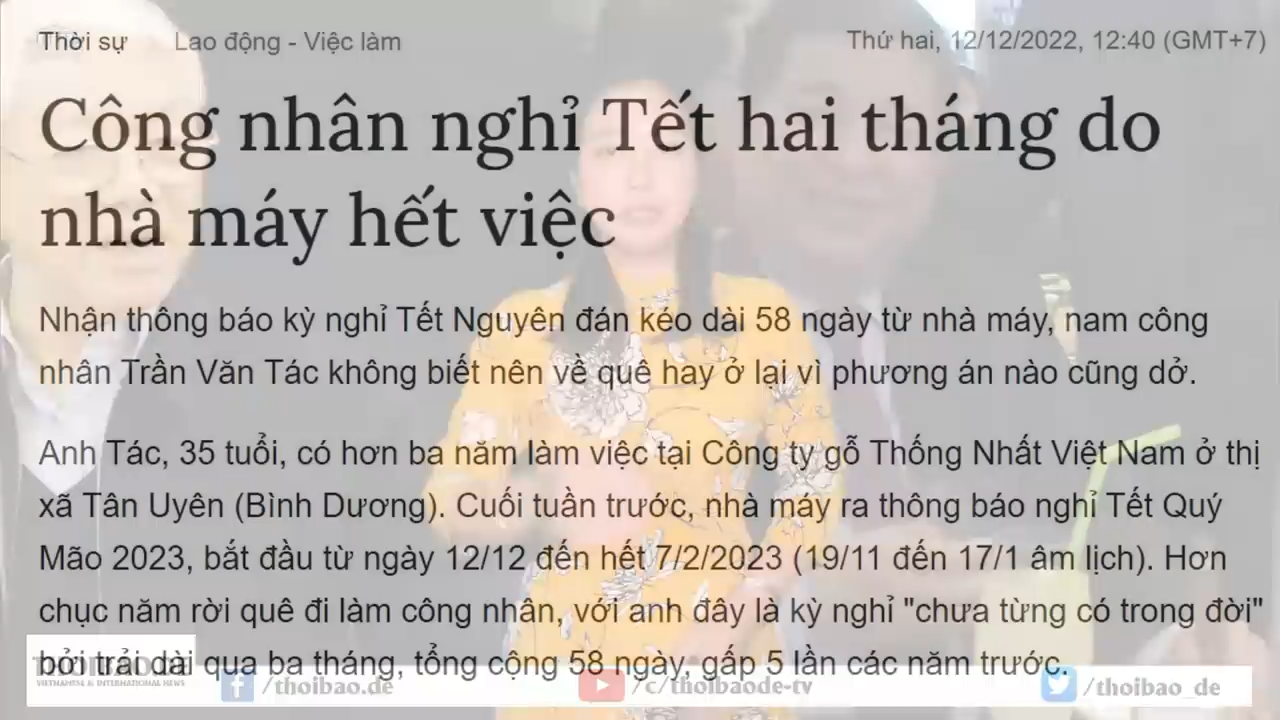 Thời sự Lao động - Việc làm Thứ hai, 12/12/2022, 12:40 (GMT+7)
Công nhân nghỉ Tết hai tháng do
nhà máy hết việc
Nhận thông báo kỳ nghỉ Tết Nguyên đán kéo dài 58 ngày từ nhà máy, nam công
nhân Trần Văn Tác không biết nên về quê hay ở lại vì phương án nào cũng dở.
Anh Tác, 35 tuổi, có hơn ba năm làm việc tại Công ty gỗ Thống Nhất Việt Nam ở thị
xã Tân Uyên (Bình Dương). Cuối tuần trước, nhà máy ra thông báo nghỉ Tết Quý
Mão 2023, bắt đầu từ ngày 12/12 đến hết 7/2/2023 (19/11 đến 17/1 âm lịch). Hơn
chục năm rời quê đi làm công nhân, với anh đây là kỳ nghỉ "chưa từng có trong đời"
bởi trải dài qua ba tháng, tổng cộng 58 ngày, gấp 5 lần các năm trước.
THOIBAO.DE
VIETNAMESE & INTERNATIONAL NEWS
/thoibao.de /c/thoibaode-tv /thoibao_de